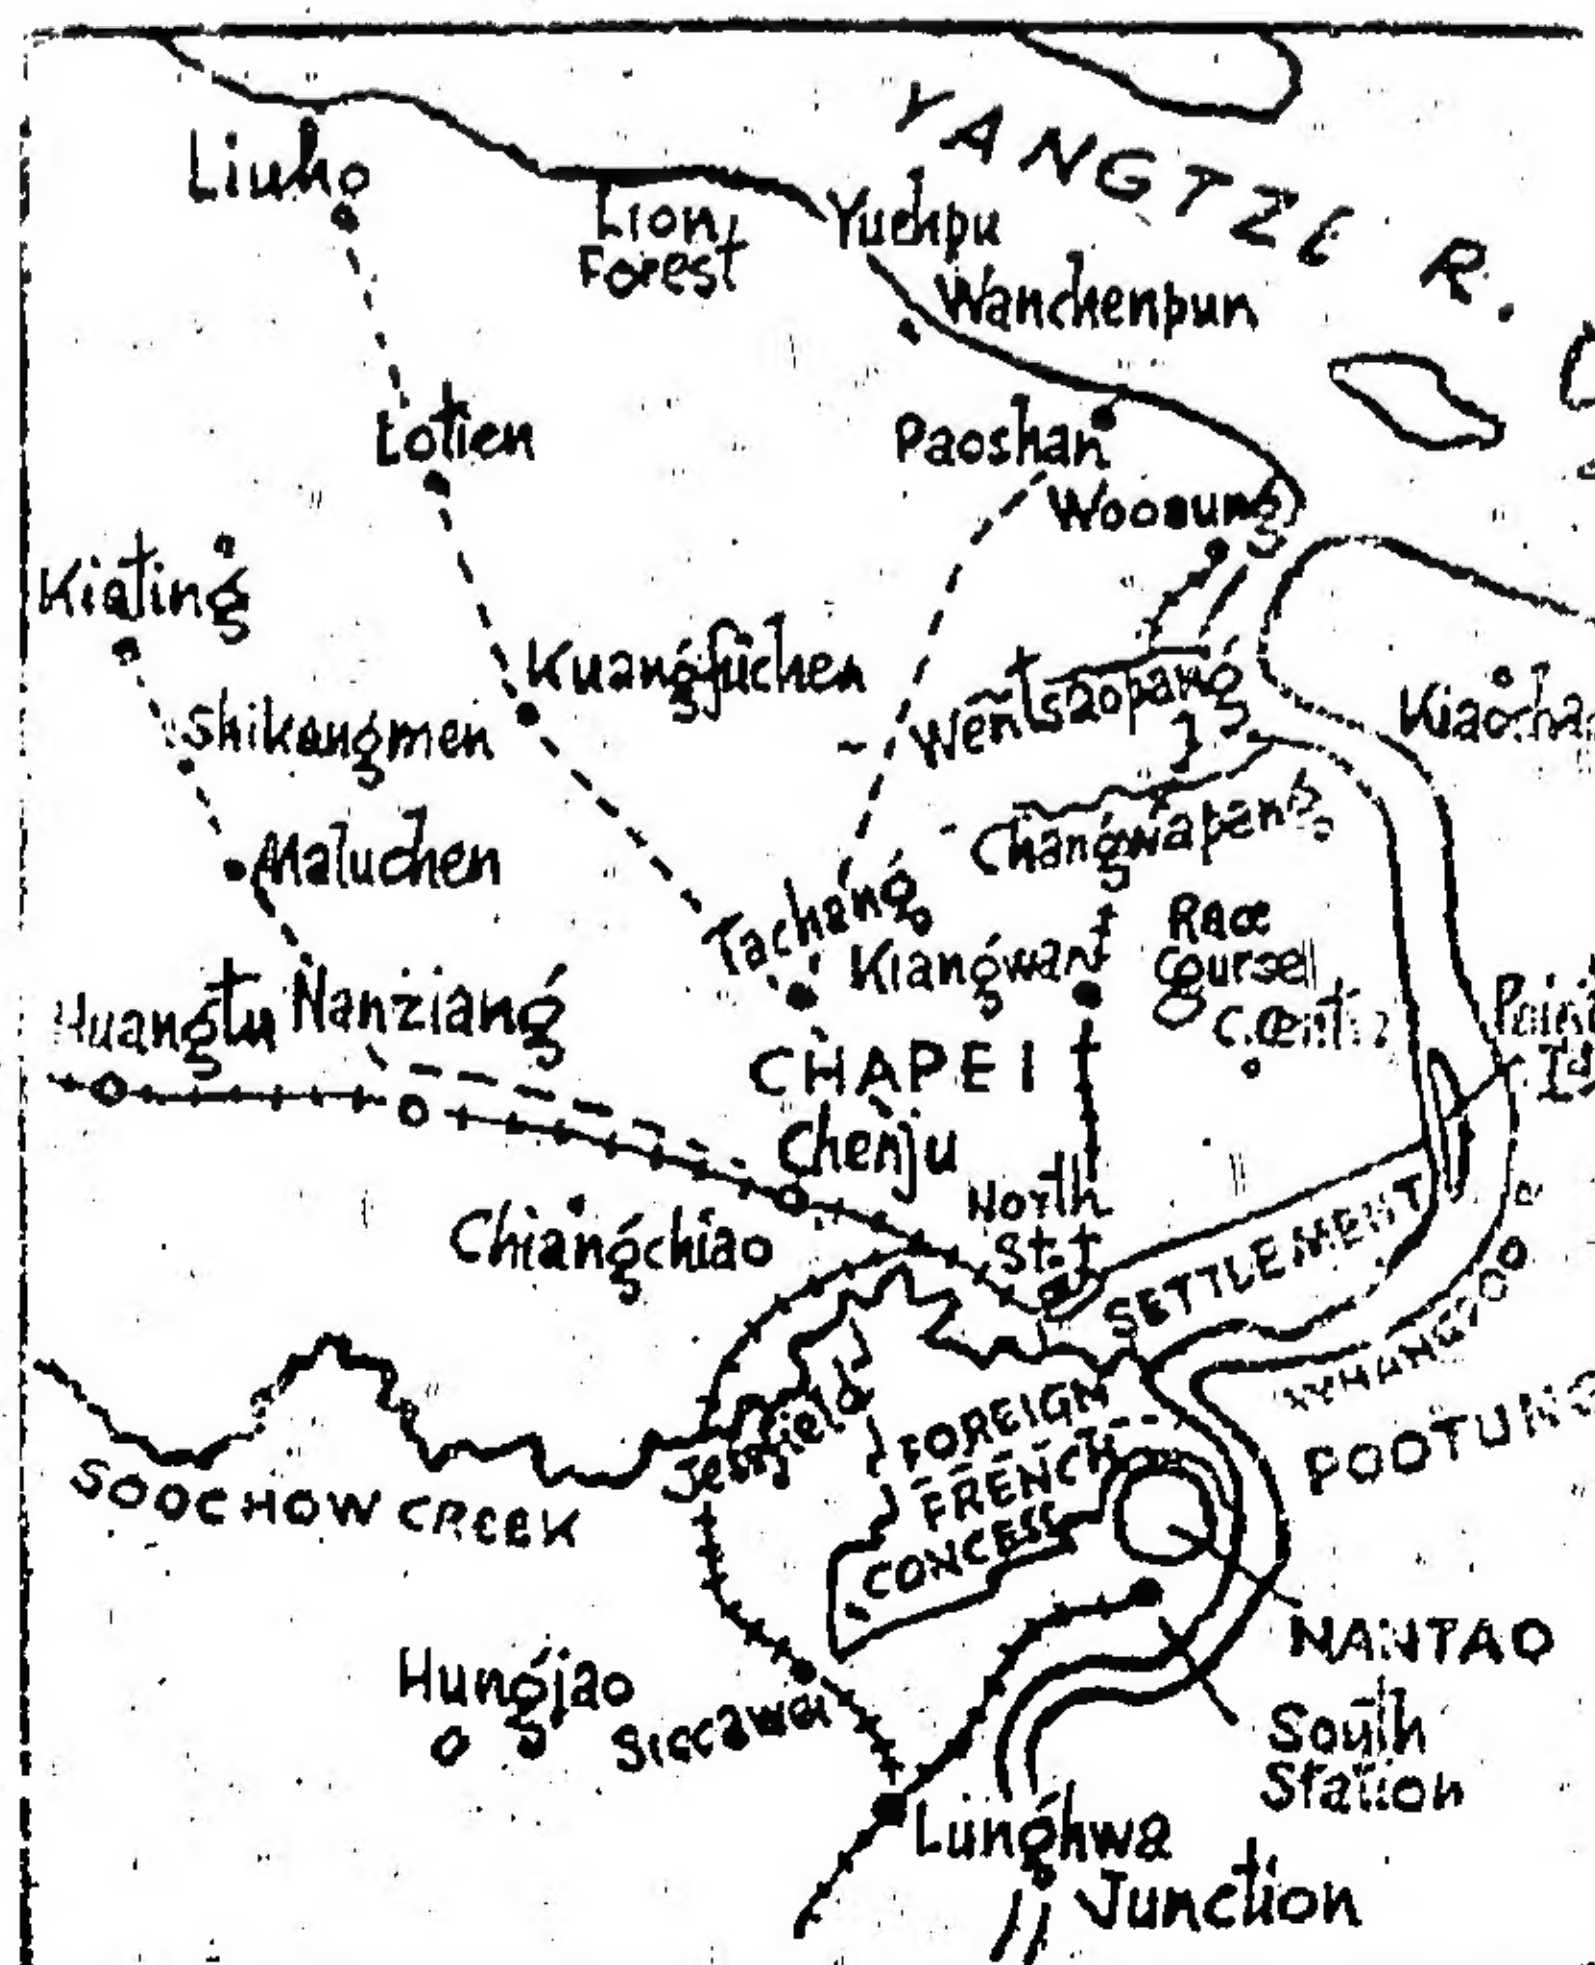 YANGTZE R.
Liuho
Lion
Forest
Yuehpu
Wanchenpun
Lotien
Paoshan
Woosung
Kiating
Kuangfuchen
Wentsaopang
Shikangmen
Changwapang
Maluchen
Tachang
Race
Course
Kiangwan
Huangtu
Nanziang
CHAPEI
Chenju
North
St.
Chiangchiao
SETTLEMENT
Jessfield
FOREIGN
FRENCH
CONCESS
POOTUNG
SOOCHOW CREEK
NANTAO
Hungjao
Siccawei
South
Station
Lunghwa
Junction